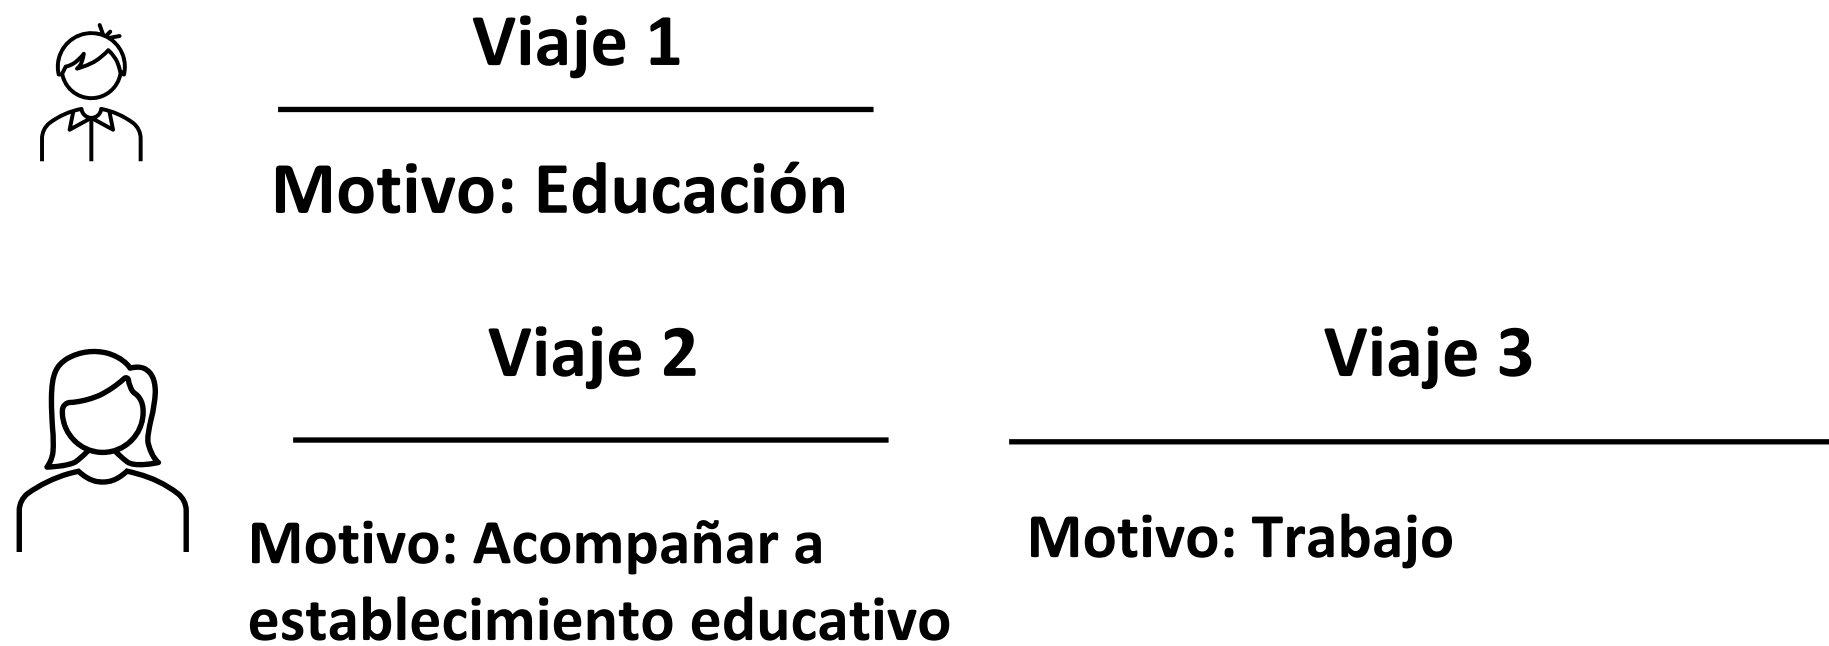 Viaje 1
Motivo: Educación
Viaje 2
Viaje 3
Motivo: Acompañar a
establecimiento educativo
Motivo: Trabajo